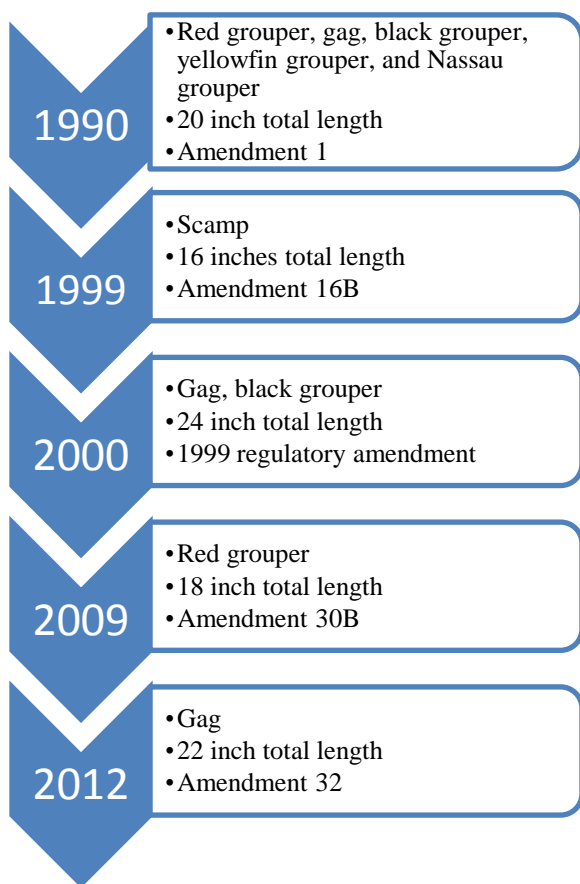 1990
•Red grouper, gag, black grouper,
yellowfin grouper, and Nassau
grouper
•20 inch total length
•Amendment 1
1999
•Scamp
•16 inches total length
•Amendment 16B
2000
•Gag, black grouper
•24 inch total length
•1999 regulatory amendment
2009
•Red grouper
•18 inch total length
•Amendment 30B
2012
•Gag
•22 inch total length
•Amendment 32